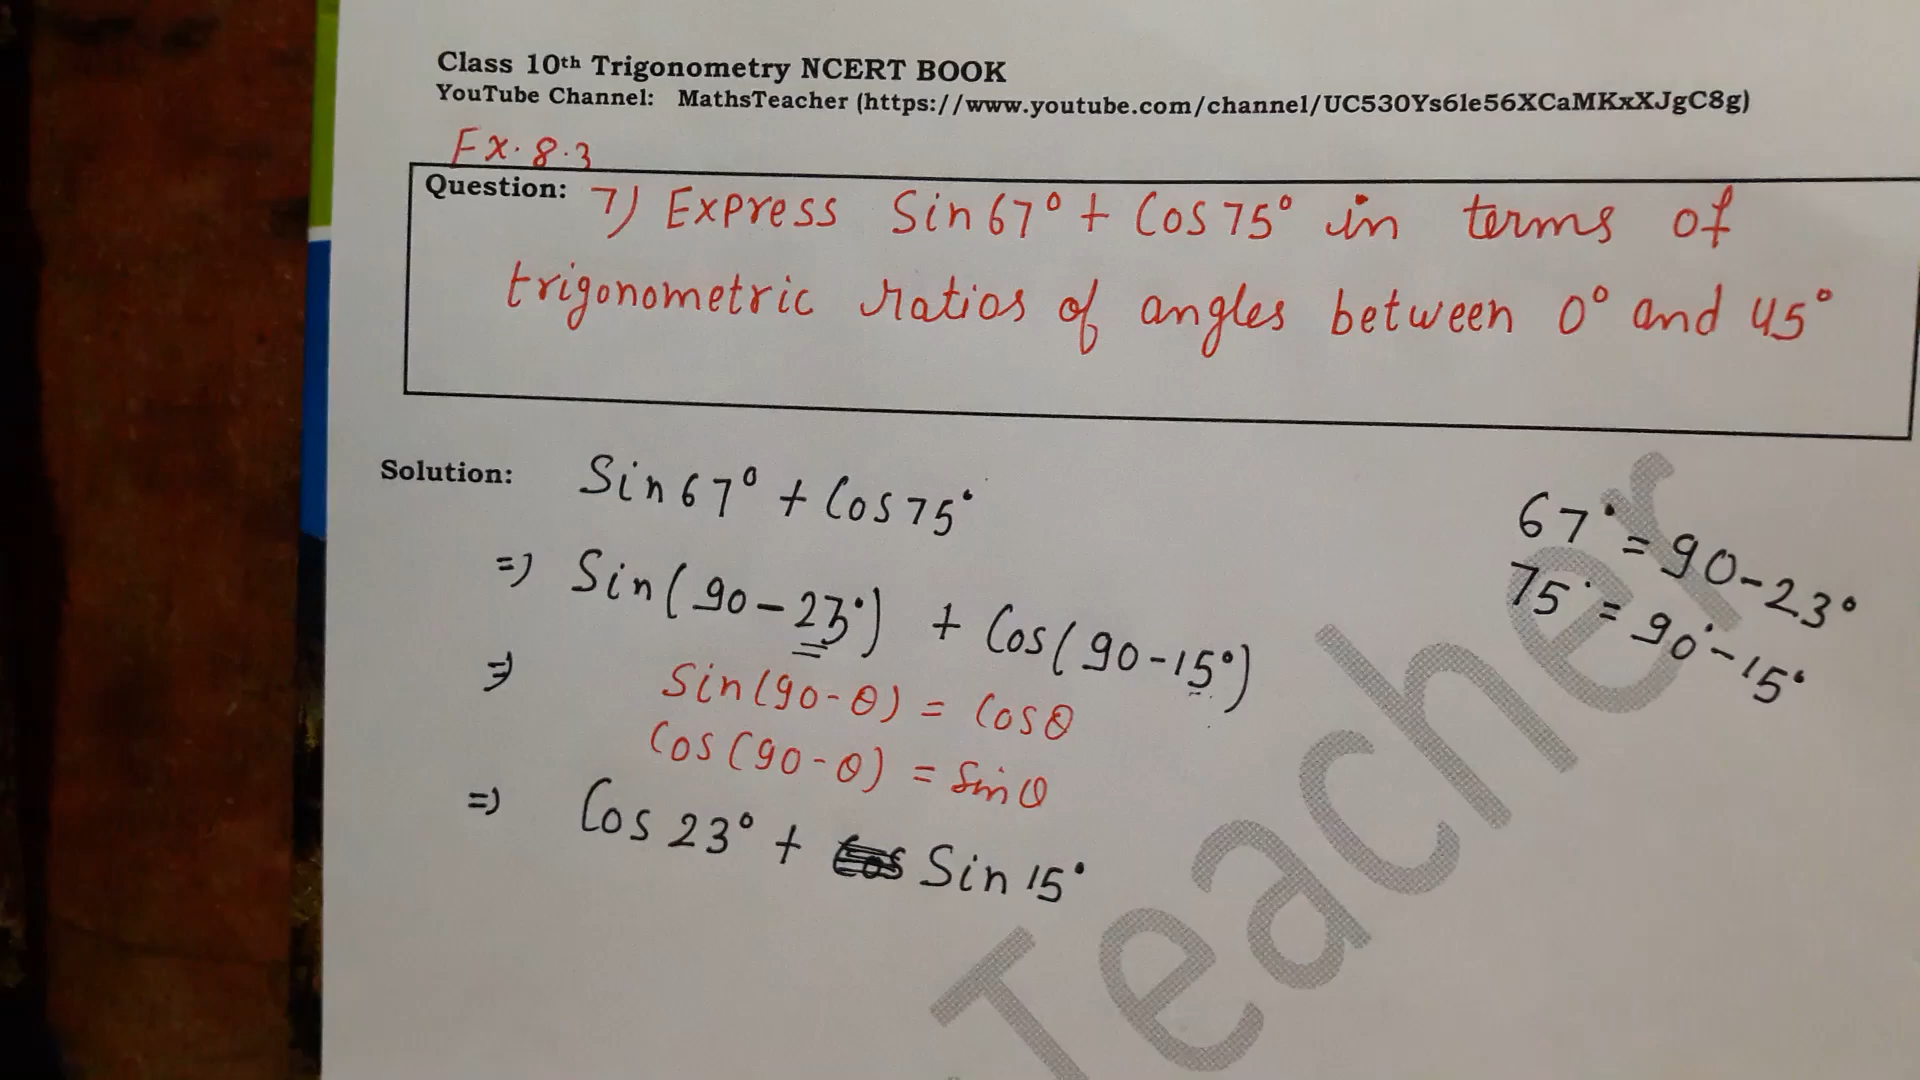 Class 10th Trigonometry NCERT BOOK
YouTube Channel: MathsTeacher (https://www.youtube.com/channel/UC530Ys6le56XCaMKxXJgC8g)
Ex. 8.3
Question: 7) Express Sin 67° + Cos 75° in terms of
trigonometric ratios of angles between 0° and 45°
Solution: Sin 67° + Cos 75°
=) Sin(90-23°) + Cos(90-15°)
67° = 90-23°
75° = 90°-15°
=) Sin(90-θ) = Cosθ
Cos(90-θ) = Sinθ
=) Cos 23° + Sin 15°
Teacher